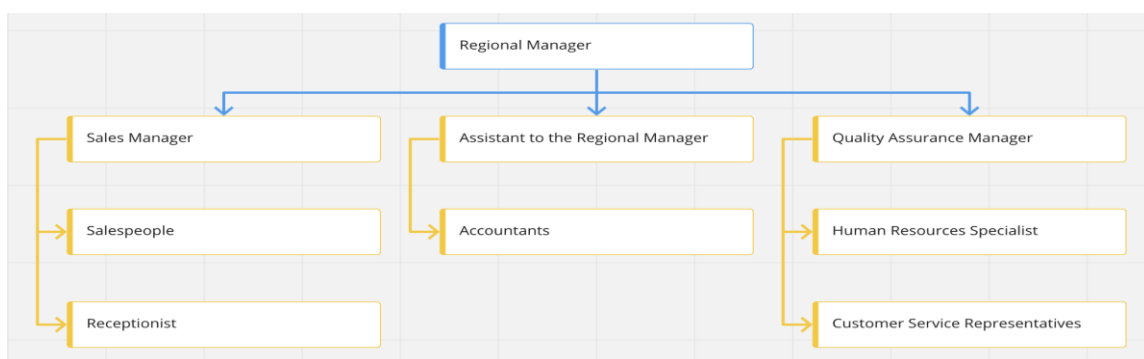 Regional Manager
Sales Manager
Assistant to the Regional Manager
Quality Assurance Manager
Salespeople
Accountants
Human Resources Specialist
Receptionist
Customer Service Representatives